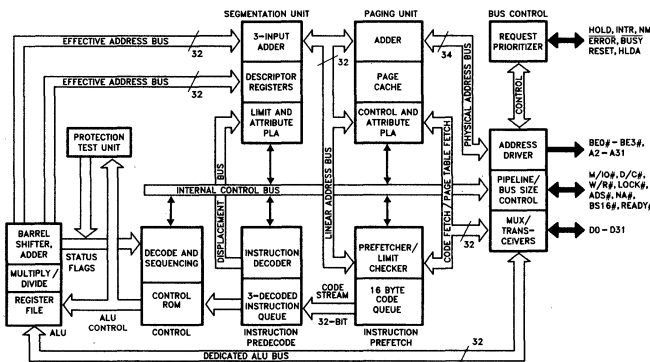 SEGMENTATION UNIT
PAGING UNIT
BUS CONTROL
EFFECTIVE ADDRESS BUS
32
3-INPUT
ADDER
32
ADDER
34
REQUEST
PRIORITIZER
HOLD, INTR, NM
ERROR, BUSY
RESET, HLDA
EFFECTIVE ADDRESS BUS
32
DESCRIPTOR
REGISTERS
PAGE
CACHE
PHYSICAL ADDRESS BUS
CONTROL
LIMIT AND
ATTRIBUTE
PLA
CONTROL AND
ATTRIBUTE
PLA
PROTECTION
TEST UNIT
DISPLACEMENT BUS
LINEAR ADDRESS BUS
CODE FETCH/PAGE TABLE FETCH
ADDRESS
DRIVER
BE0# - BE3#,
A2 - A31
INTERNAL CONTROL BUS
PIPELINE/
BUS SIZE
CONTROL
M/IO#, D/C#,
W/R#, LOCK#,
ADS#, NA#,
BS16#, READY#
BARREL
SHIFTER,
ADDER
STATUS
FLAGS
DECODE AND
SEQUENCING
INSTRUCTION
DECODER
PREFETCHER/
LIMIT
CHECKER
32
MUX/
TRANS-
CEIVERS
D0 - D31
MULTIPLY/
DIVIDE
REGISTER
FILE
CONTROL
ROM
3-DECODED
INSTRUCTION
QUEUE
CODE
STREAM
32-BIT
16 BYTE
CODE
QUEUE
ALU
ALU
CONTROL
CONTROL
INSTRUCTION
PREDECODE
INSTRUCTION
PREFETCH
DEDICATED ALU BUS
32